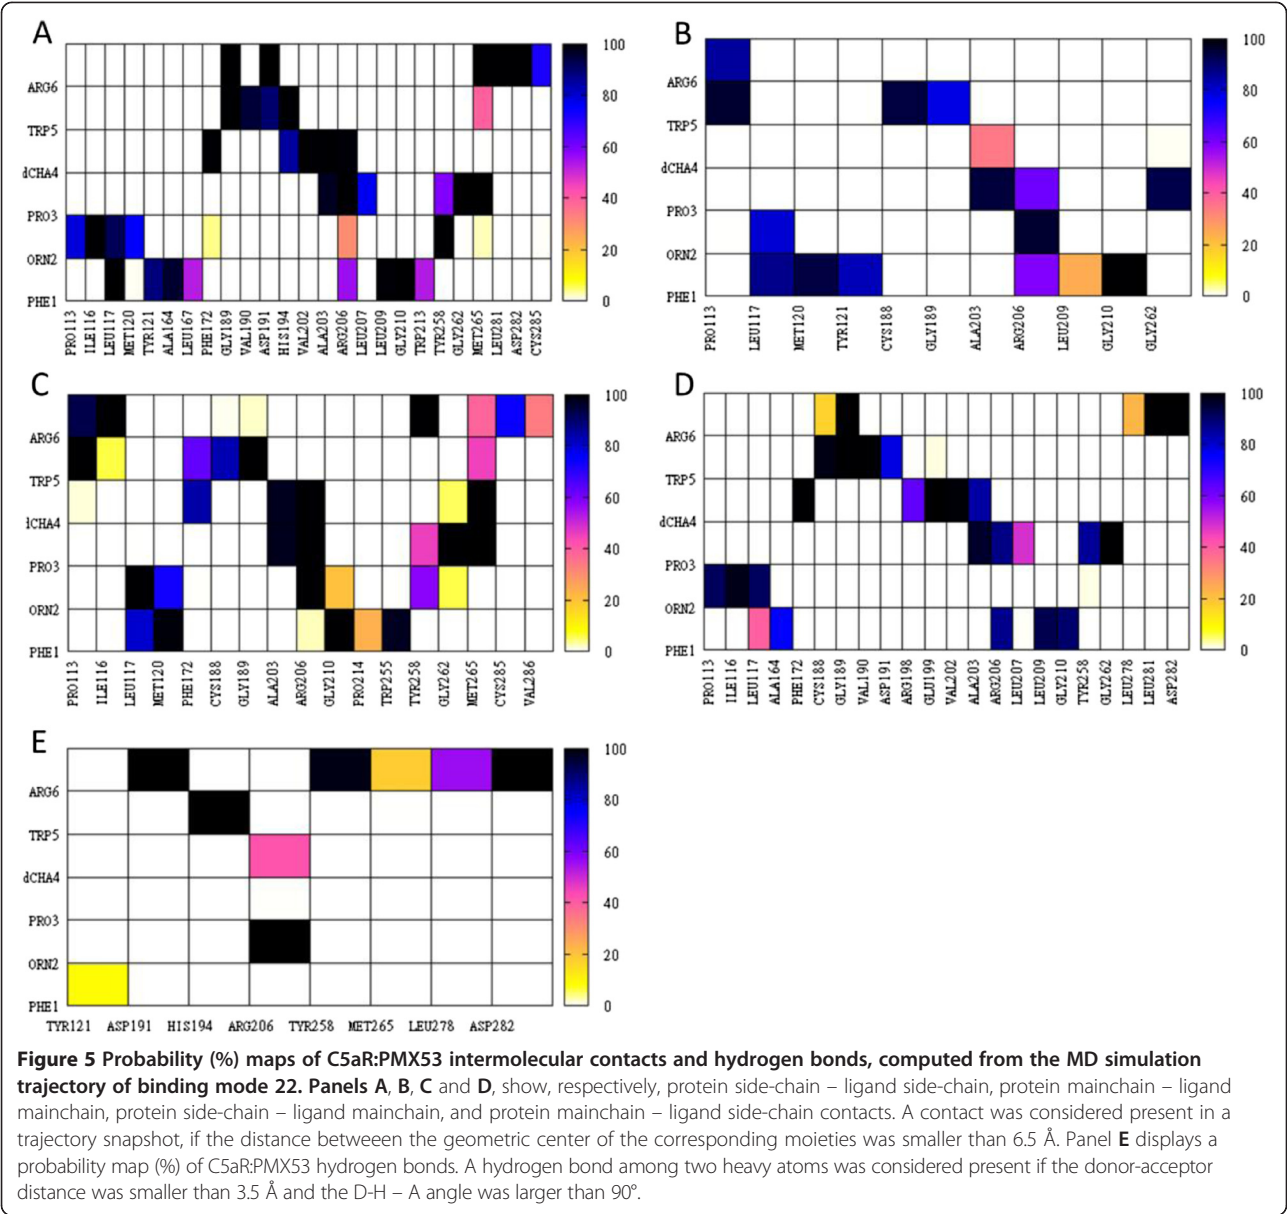 A
100
80
60
40
20
0
ARG6
TRP5
dCHA4
PRO3
ORN2
PHE1
PRO113 ILE116 LEU117 MET120 TYR121 ALA164 LEU167 PHE172 GLY189 VAL190 ASP191 HIS194 VAL202 ALA203 ARG206 LEU207 LEU209 GLY210 TRP213 TYR258 GLY262 MET265 LEU281 ASP282 CYS285
B
100
80
60
40
20
0
ARG6
TRP5
dCHA4
PRO3
ORN2
PHE1
PRO113 LEU117 MET120 TYR121 CYS188 GLY189 ALA203 ARG206 LEU209 GLY210 GLY262
C
100
80
60
40
20
0
ARG6
TRP5
lCHA4
PRO3
ORN2
PHE1
PRO113 ILE116 LEU117 MET120 PHE172 CYS188 GLY189 ALA203 ARG206 GLY210 PRO214 TRP255 TYR258 GLY262 MET265 CYS285 VAL286
D
100
80
60
40
20
0
ARG6
TRP5
dCHA4
PRO3
ORN2
PHE1
PRO113 ILE116 LEU117 ALA164 PHE172 CYS188 GLY189 VAL190 ASP191 ARG198 GLU199 VAL202 ALA203 ARG206 LEU207 LEU209 GLY210 TYR258 GLY262 LEU278 LEU281 ASP282
E
100
80
60
40
20
0
ARG6
TRP5
dCHA4
PRO3
ORN2
PHE1
TYR121 ASP191 HIS194 ARG206 TYR258 MET265 LEU278 ASP282
Figure 5 Probability (%) maps of C5aR:PMX53 intermolecular contacts and hydrogen bonds, computed from the MD simulation
trajectory of binding mode 22. Panels A, B, C and D, show, respectively, protein side-chain – ligand side-chain, protein mainchain – ligand
mainchain, protein side-chain – ligand mainchain, and protein mainchain – ligand side-chain contacts. A contact was considered present in a
trajectory snapshot, if the distance betweeen the geometric center of the corresponding moieties was smaller than 6.5 Å. Panel E displays a
probability map (%) of C5aR:PMX53 hydrogen bonds. A hydrogen bond among two heavy atoms was considered present if the donor-acceptor
distance was smaller than 3.5 Å and the D-H – A angle was larger than 90°.